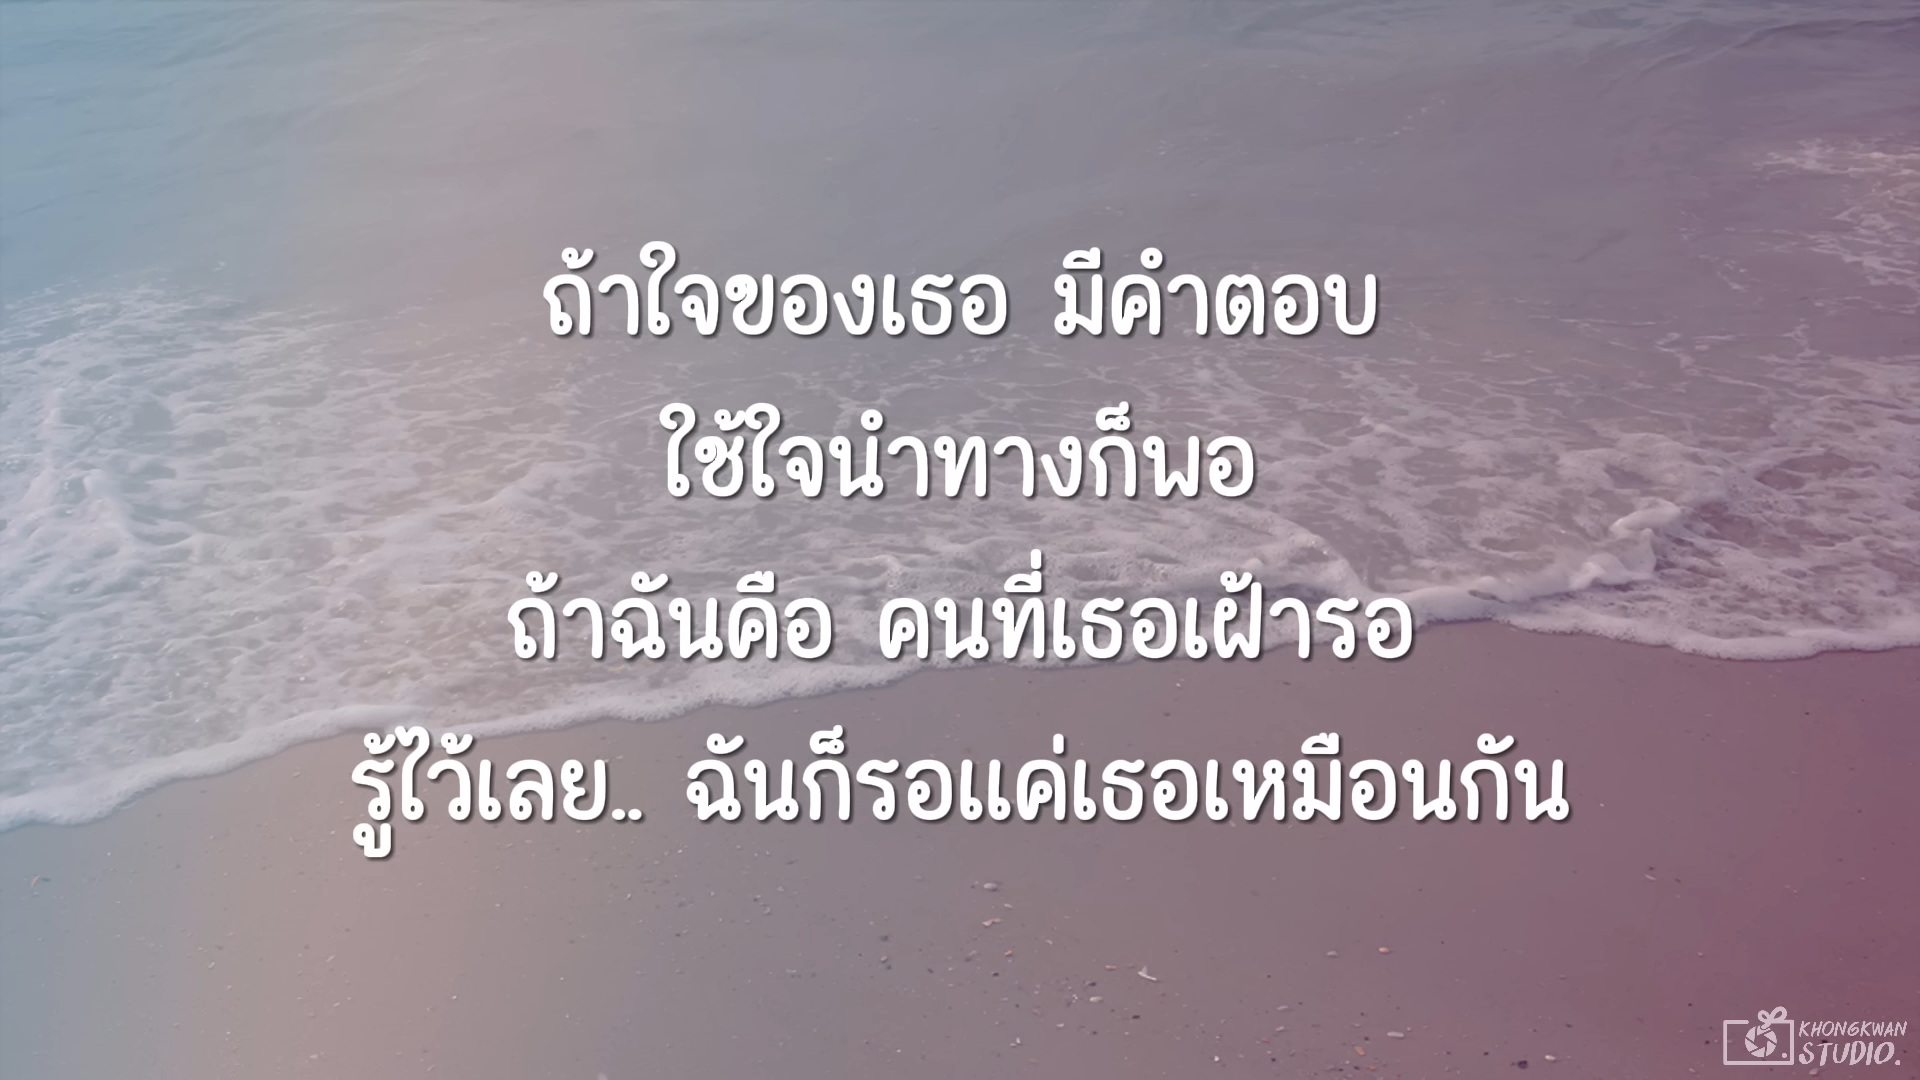 ถ้าใจของเธอ มีคำตอบ
ใช้ใจนำทางก็พอ
ถ้าฉันคือ คนที่เธอเฝ้ารอ
รู้ไว้เลย.. ฉันก็รอแค่เธอเหมือนกัน
KHONGKWAN
STUDIO.